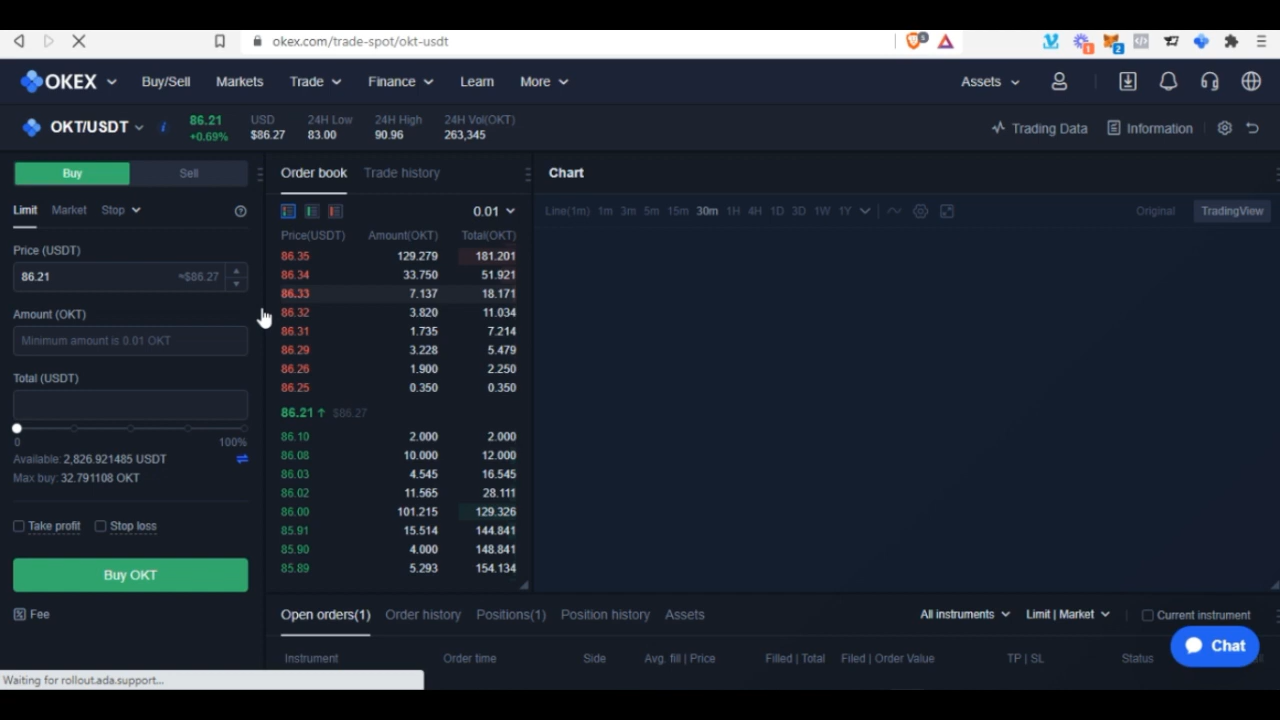 okex.com/trade-spot/okt-usdt
1
1
2
OKEX Buy/Sell Markets Trade Finance Learn More Assets
OKT/USDT 86.21 +0.69% USD $86.27 24H Low 83.00 24H High 90.96 24H Vol(OKT) 263,345 Trading Data Information
Buy Sell
Limit Market Stop
Price (USDT)
86.21 ≈$86.27
Amount (OKT)
Minimum amount is 0.01 OKT
Total (USDT)
0 100%
Available: 2,826.921485 USDT
Max buy: 32.791108 OKT
Take profit Stop loss
Buy OKT
Fee
Order book Trade history
0.01
Price(USDT) Amount(OKT) Total(OKT)
86.35 129.279 181.201
86.34 33.750 51.921
86.33 7.137 18.171
86.32 3.820 11.034
86.31 1.735 7.214
86.29 3.228 5.479
86.26 1.900 2.250
86.25 0.350 0.350
86.21 ↑ $86.27
86.10 2.000 2.000
86.08 10.000 12.000
86.03 4.545 16.545
86.02 11.565 28.111
86.00 101.215 129.326
85.91 15.514 144.841
85.90 4.000 148.841
85.89 5.293 154.134
Chart
Line(1m) 1m 3m 5m 15m 30m 1H 4H 1D 3D 1W 1Y Original TradingView
Open orders(1) Order history Positions(1) Position history Assets All instruments Limit | Market Current instrument
Instrument Order time Side Avg. fill | Price Filled | Total Filed | Order Value TP | SL Status
Chat
Waiting for rollout.ada.support...